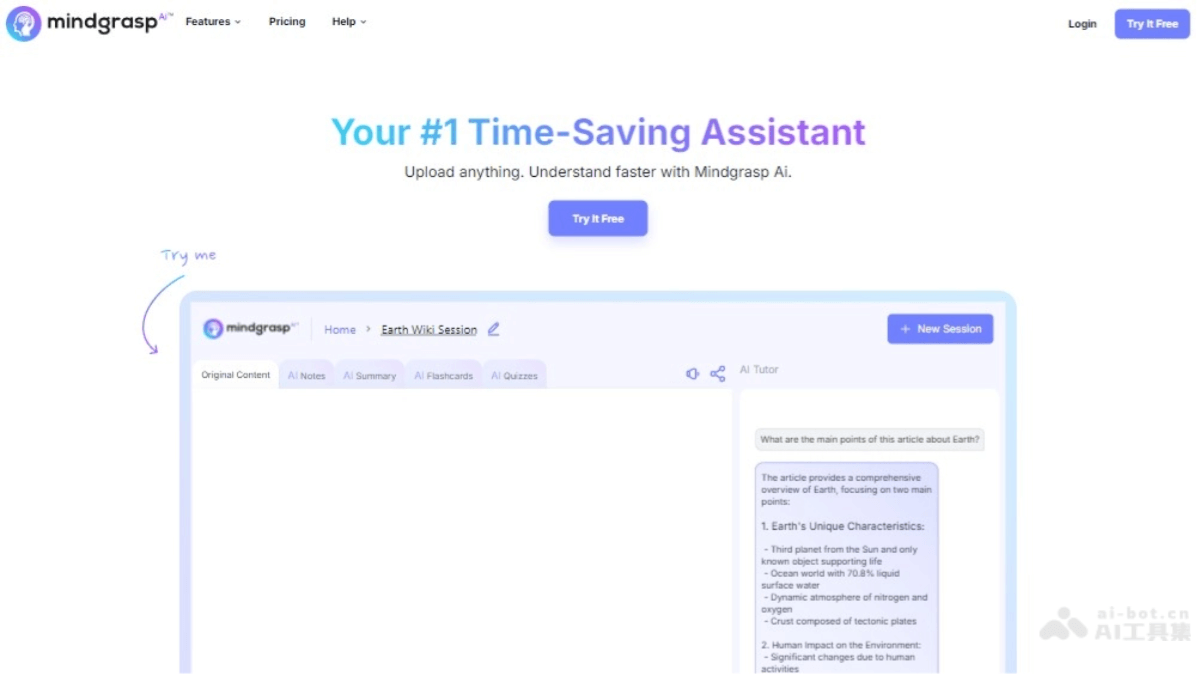 mindgrasp AI™ Features Pricing Help Login Try It Free
Your #1 Time-Saving Assistant
Upload anything. Understand faster with Mindgrasp Ai.
Try It Free
Try me
mindgrasp AI™ Home > Earth Wiki Session + New Session
Original Content AI Notes AI Summary AI Flashcards AI Quizzes AI Tutor
What are the main points of this article about Earth?
The article provides a comprehensive
overview of Earth, focusing on two main
points:
1. Earth's Unique Characteristics:
- Third planet from the Sun and only
known object supporting life
- Ocean world with 70.8% liquid
surface water
- Dynamic atmosphere of nitrogen and
oxygen
- Crust composed of tectonic plates
2. Human Impact on the Environment:
- Significant changes due to human
activities
ai-bot.cn
AI工具集